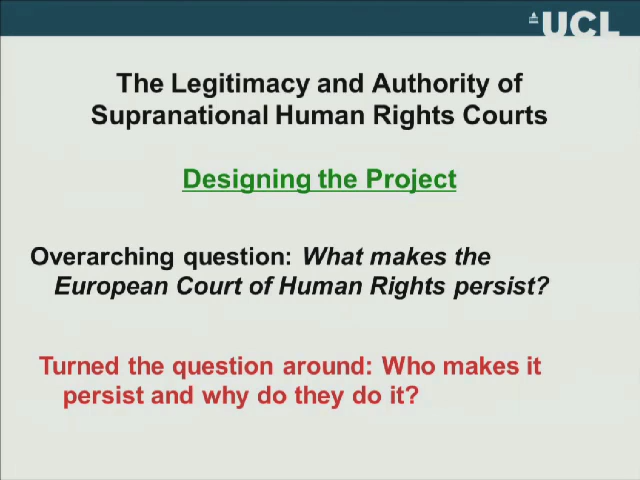 UCL
The Legitimacy and Authority of
Supranational Human Rights Courts
Designing the Project
Overarching question: What makes the
European Court of Human Rights persist?
Turned the question around: Who makes it
persist and why do they do it?